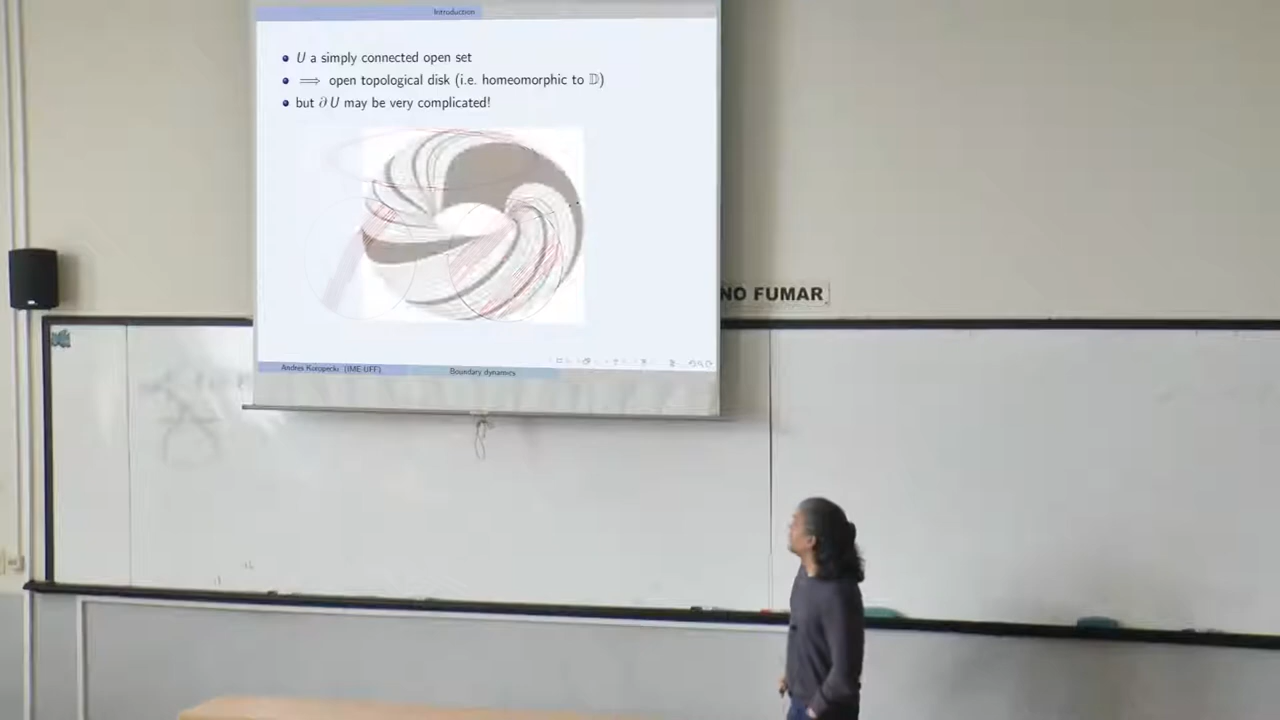 Introduction
U a simply connected open set
⟹ open topological disk (i.e. homeomorphic to 𝔻)
but ∂U may be very complicated!
NO FUMAR
Andres Koropecki (IME-UFF)
Boundary dynamics